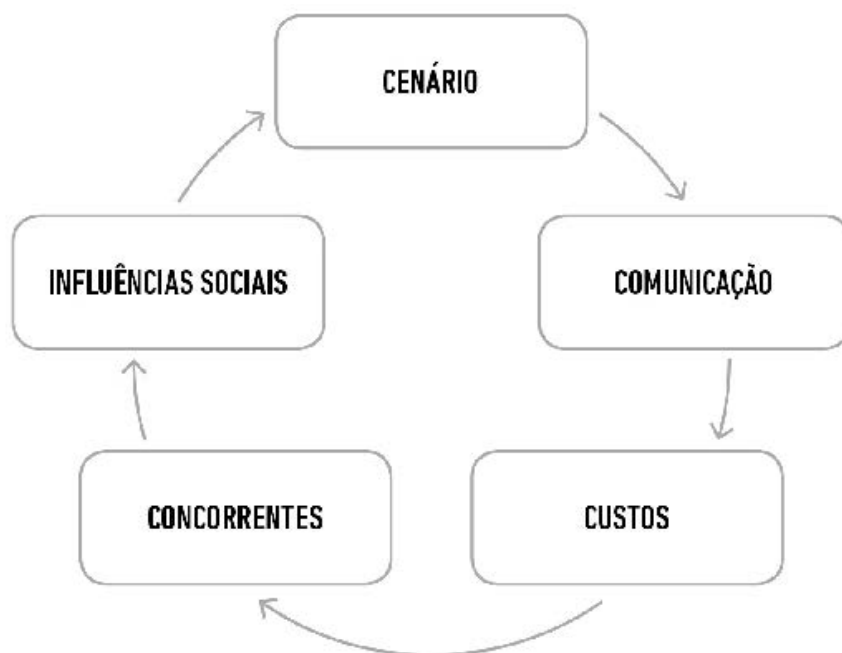 CENÁRIO
COMUNICAÇÃO
CUSTOS
CONCORRENTES
INFLUÊNCIAS SOCIAIS